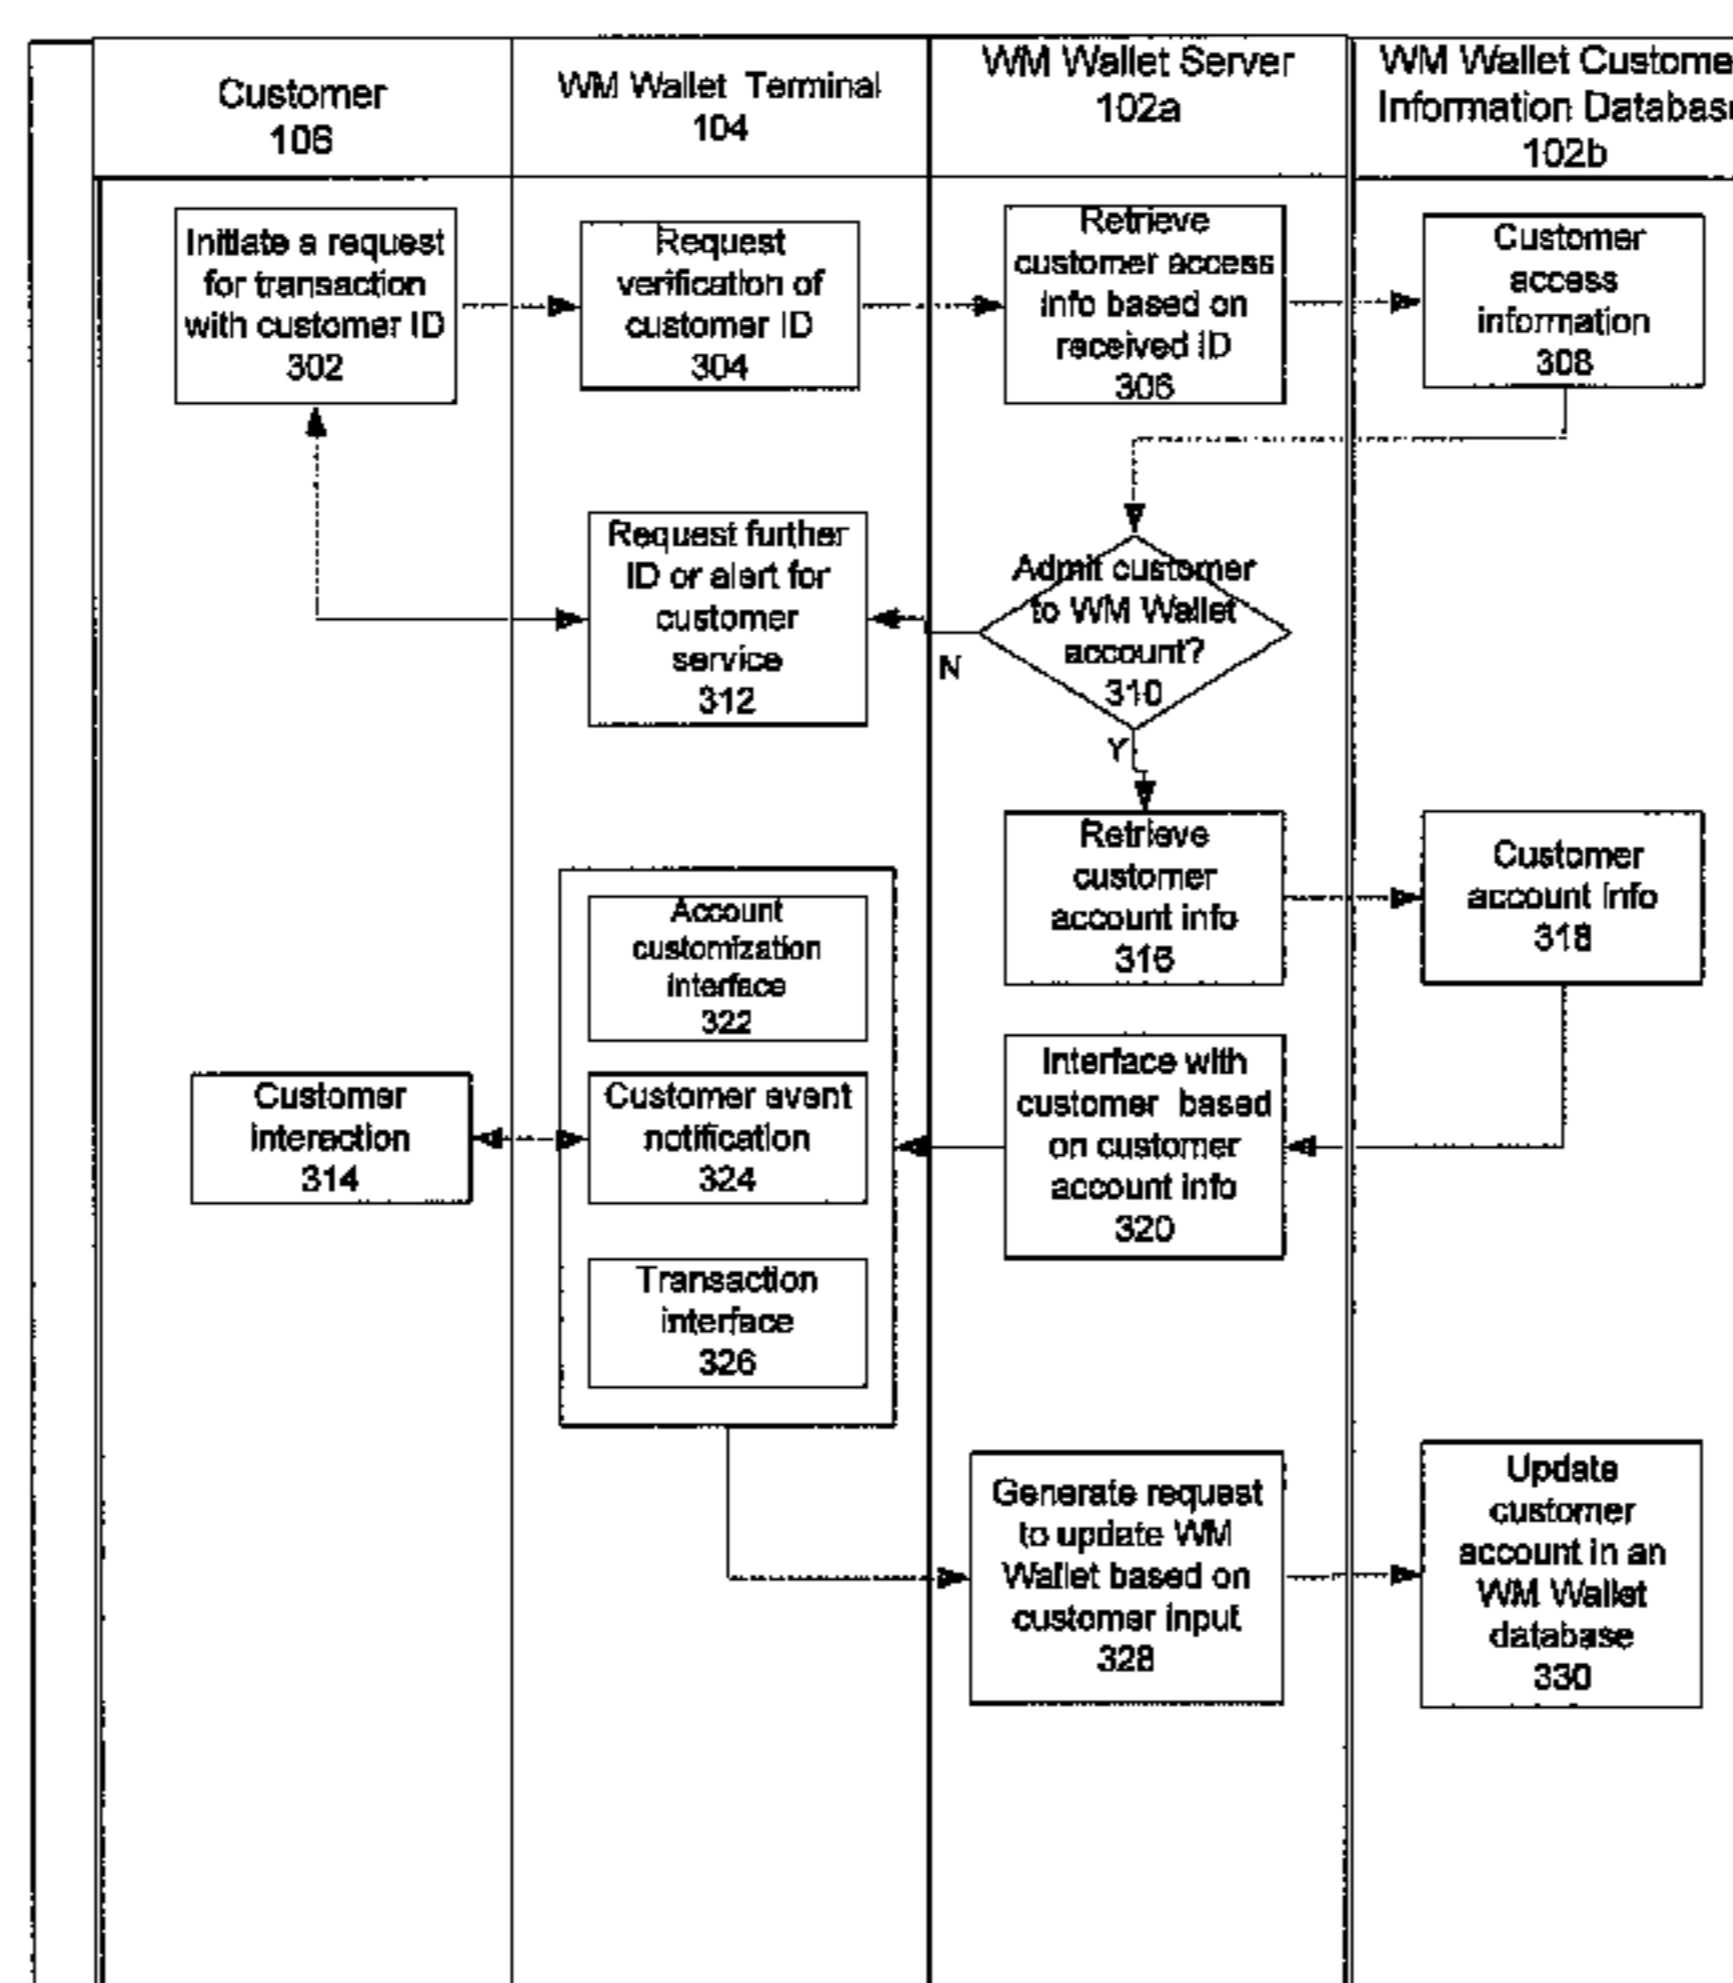 Customer
106
WM Wallet Terminal
104
WM Wallet Server
102a
WM Wallet Custome
Information Databas
102b
Initiate a request
for transaction
with customer ID
302
Request
verification of
customer ID
304
Retrieve
customer access
info based on
received ID
306
Customer
access
information
308
Request further
ID or alert for
customer
service
312
Admit customer
to WM Wallet
account?
310
N
Y
Retrieve
customer
account info
316
Customer
account info
318
Account
customization
interface
322
Customer
interaction
314
Customer event
notification
324
Interface with
customer based
on customer
account info
320
Transaction
interface
326
Generate request
to update WM
Wallet based on
customer input
328
Update
customer
account in an
WM Wallet
database
330